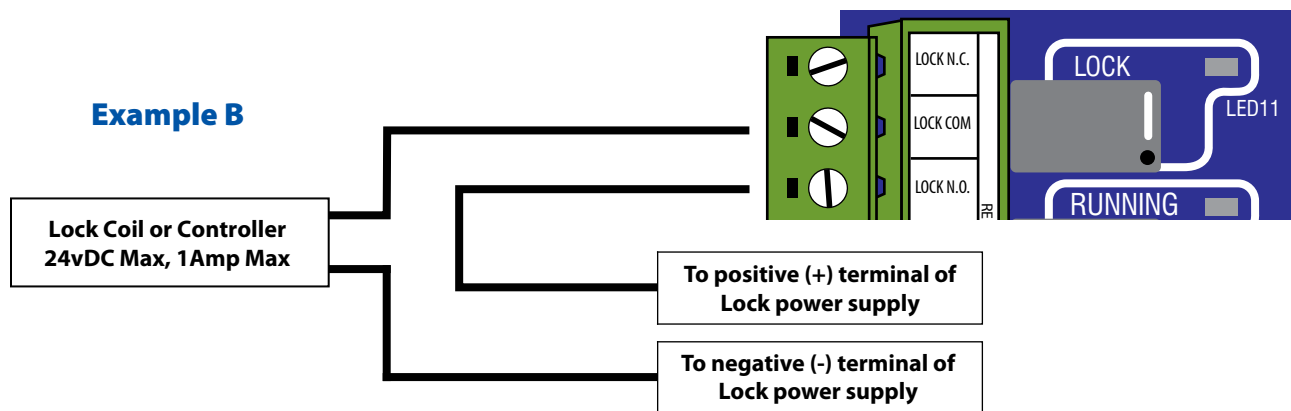 Example B
LOCK N.C.
LOCK COM
LOCK N.O.
RE
LOCK
LED11
RUNNING
Lock Coil or Controller
24vDC Max, 1Amp Max
To positive (+) terminal of
Lock power supply
To negative (-) terminal of
Lock power supply